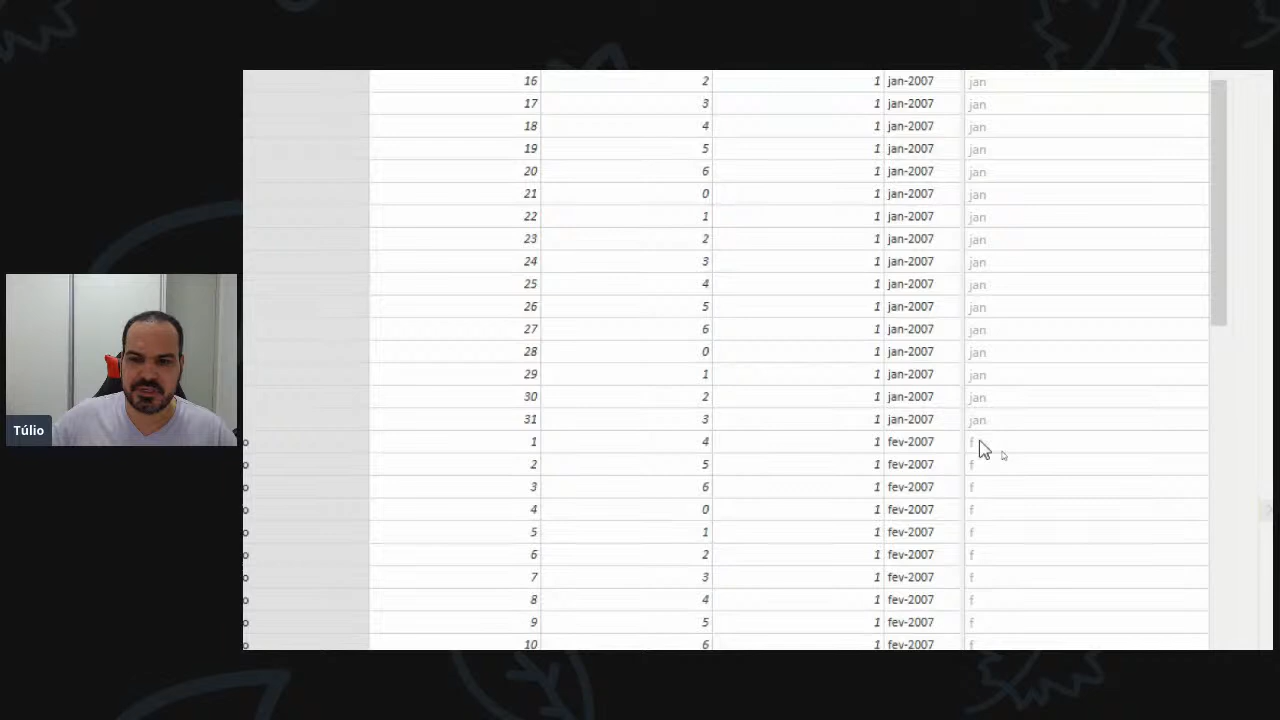 16 2 1 jan-2007 jan
17 3 1 jan-2007 jan
18 4 1 jan-2007 jan
19 5 1 jan-2007 jan
20 6 1 jan-2007 jan
21 0 1 jan-2007 jan
22 1 1 jan-2007 jan
23 2 1 jan-2007 jan
24 3 1 jan-2007 jan
25 4 1 jan-2007 jan
26 5 1 jan-2007 jan
27 6 1 jan-2007 jan
28 0 1 jan-2007 jan
29 1 1 jan-2007 jan
30 2 1 jan-2007 jan
31 3 1 jan-2007 jan
Túlio
o 1 4 1 fev-2007 f
o 2 5 1 fev-2007 f
o 3 6 1 fev-2007 f
o 4 0 1 fev-2007 f
o 5 1 1 fev-2007 f
o 6 2 1 fev-2007 f
o 7 3 1 fev-2007 f
o 8 4 1 fev-2007 f
o 9 5 1 fev-2007 f
o 10 6 1 fev-2007 f